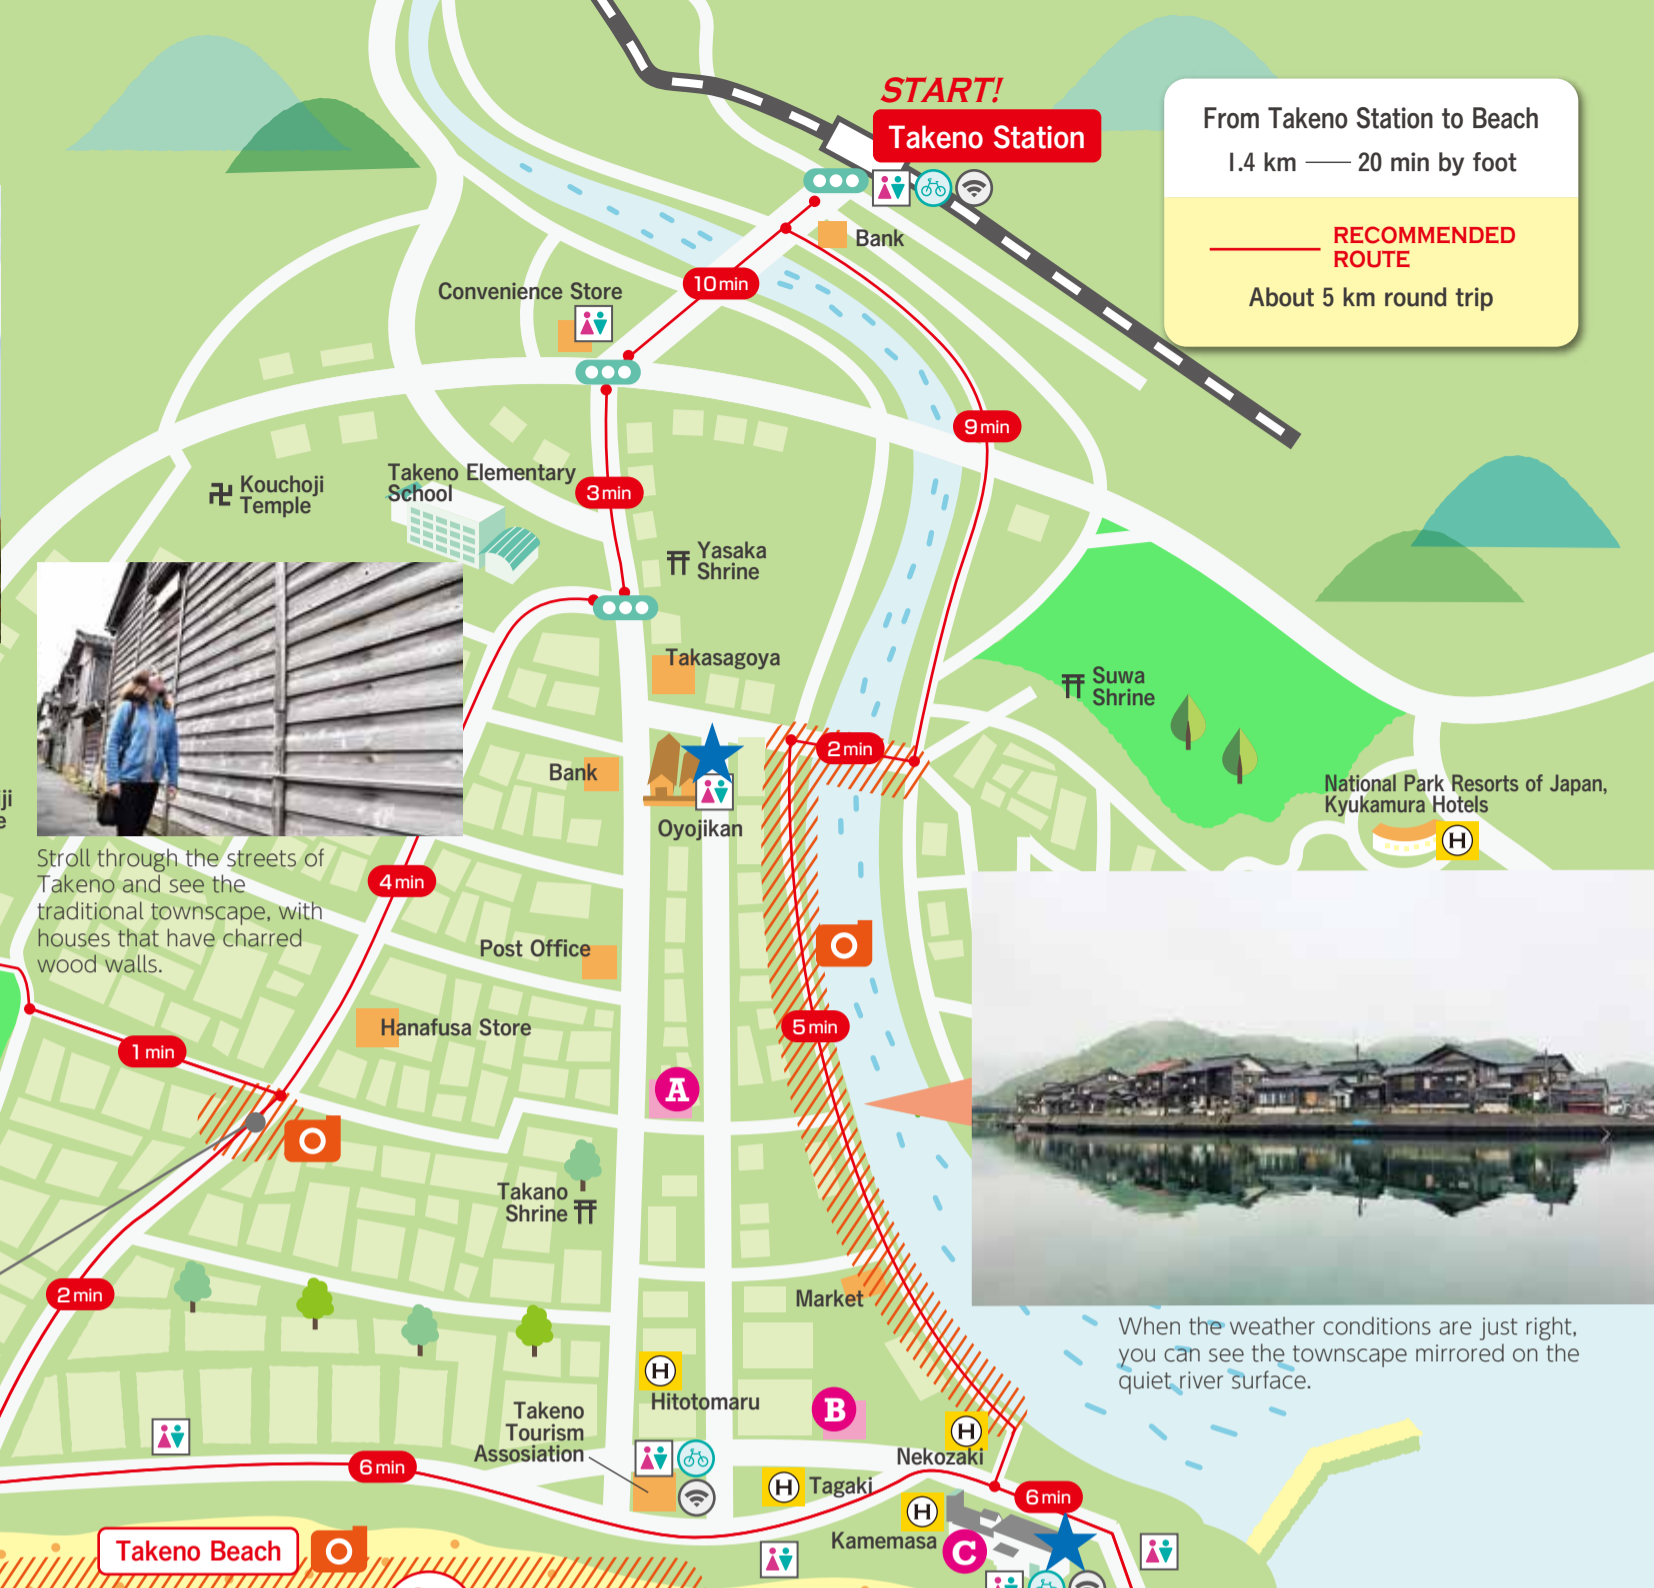 START!
Takeno Station
From Takeno Station to Beach
1.4 km —— 20 min by foot
RECOMMENDED
ROUTE
About 5 km round trip
Bank
10min
Convenience Store
9min
Takeno Elementary
School
3min
Kouchoji
Temple
Yasaka
Shrine
Takasagoya
Suwa
Shrine
2min
Bank
Oyojikan
National Park Resorts of Japan,
Kyukamura Hotels
H
ji
e
Stroll through the streets of
Takeno and see the
traditional townscape, with
houses that have charred
wood walls.
4min
Post Office
Hanafusa Store
5min
1min
A
Takano
Shrine
2min
Market
When the weather conditions are just right,
you can see the townscape mirrored on the
quiet river surface.
H
Hitotomaru
B
Takeno
Tourism
Assosiation
H
Nekozaki
6min
H
Tagaki
6min
H
Kamemasa
C
Takeno Beach